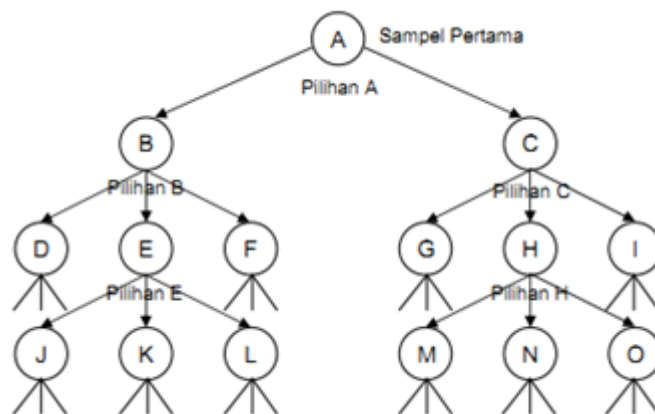 A Sampel Pertama
Pilihan A
B C
Pilihan B Pilihan C
D E F G H I
Pilihan E Pilihan H
J K L M N O